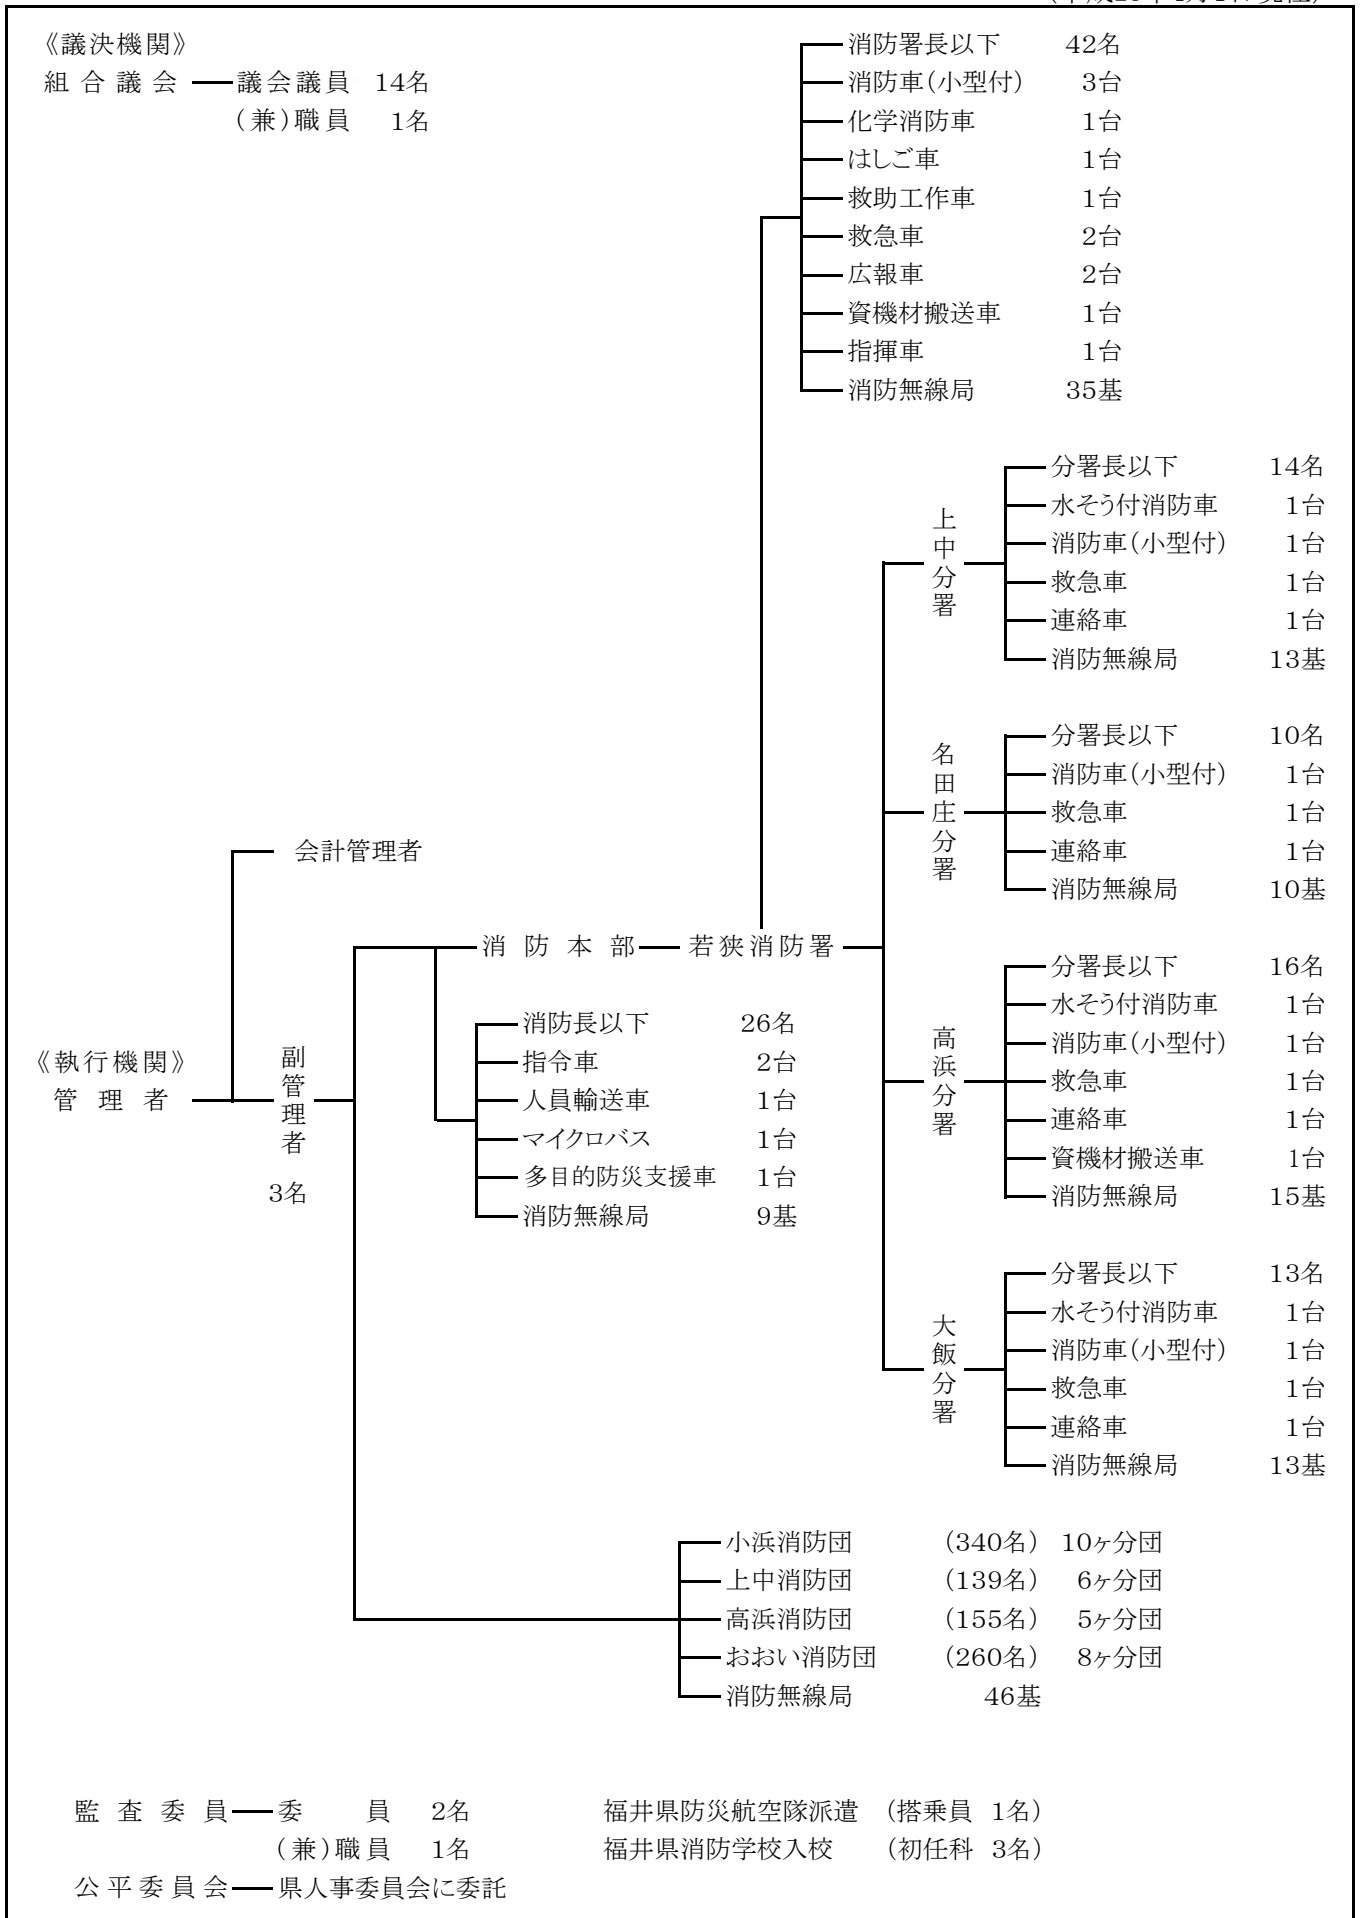 《議決機関》
組合議会 議会議員 14名
(兼)職員 1名
消防署長以下 42名
消防車(小型付) 3台
化学消防車 1台
はしご車 1台
救助工作車 1台
救急車 2台
広報車 2台
資機材搬送車 1台
指揮車 1台
消防無線局 35基
上中分署
分署長以下 14名
水そう付消防車 1台
消防車(小型付) 1台
救急車 1台
連絡車 1台
消防無線局 13基
名田庄分署
分署長以下 10名
消防車(小型付) 1台
救急車 1台
連絡車 1台
消防無線局 10基
会計管理者
消防本部 若狭消防署
消防長以下 26名
指令車 2台
人員輸送車 1台
マイクロバス 1台
多目的防災支援車 1台
消防無線局 9基
《執行機関》
管理者
副管理者
3名
高浜分署
分署長以下 16名
水そう付消防車 1台
消防車(小型付) 1台
救急車 1台
連絡車 1台
資機材搬送車 1台
消防無線局 15基
大飯分署
分署長以下 13名
水そう付消防車 1台
消防車(小型付) 1台
救急車 1台
連絡車 1台
消防無線局 13基
小浜消防団 (340名) 10ヶ分団
上中消防団 (139名) 6ヶ分団
高浜消防団 (155名) 5ヶ分団
おおい消防団 (260名) 8ヶ分団
消防無線局 46基
監査委員 委員 2名 福井県防災航空隊派遣 (搭乗員 1名)
(兼)職員 1名 福井県消防学校入校 (初任科 3名)
公平委員会 県人事委員会に委託